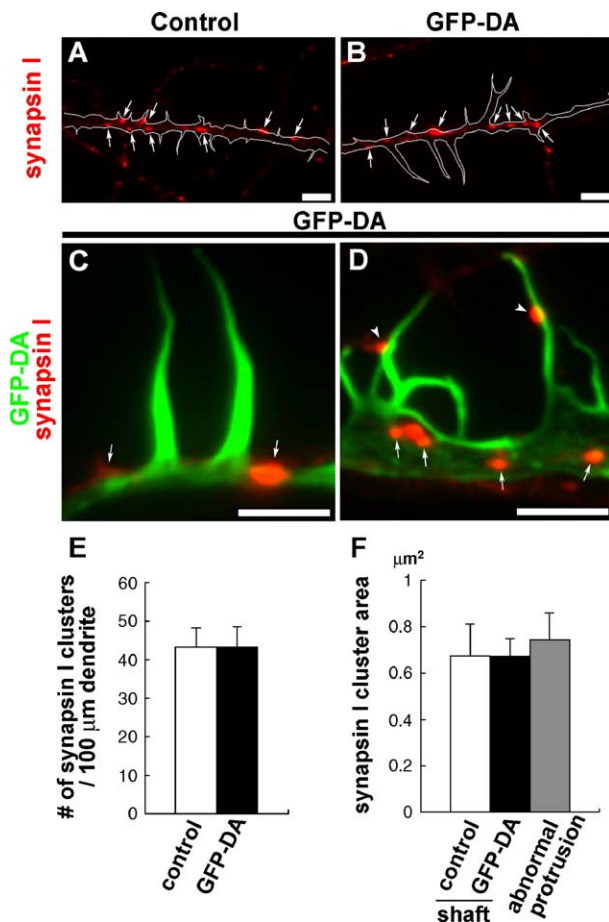 Control
GFP-DA
synapsin I
A
B
GFP-DA
GFP-DA
synapsin I
C
D
E
# of synapsin I clusters
/ 100 μm dendrite
60
50
40
30
20
10
0
control
GFP-DA
F
μm²
synapsin I cluster area
1
0.8
0.6
0.4
0.2
0
control
GFP-DA
shaft
abnormal
protrusion